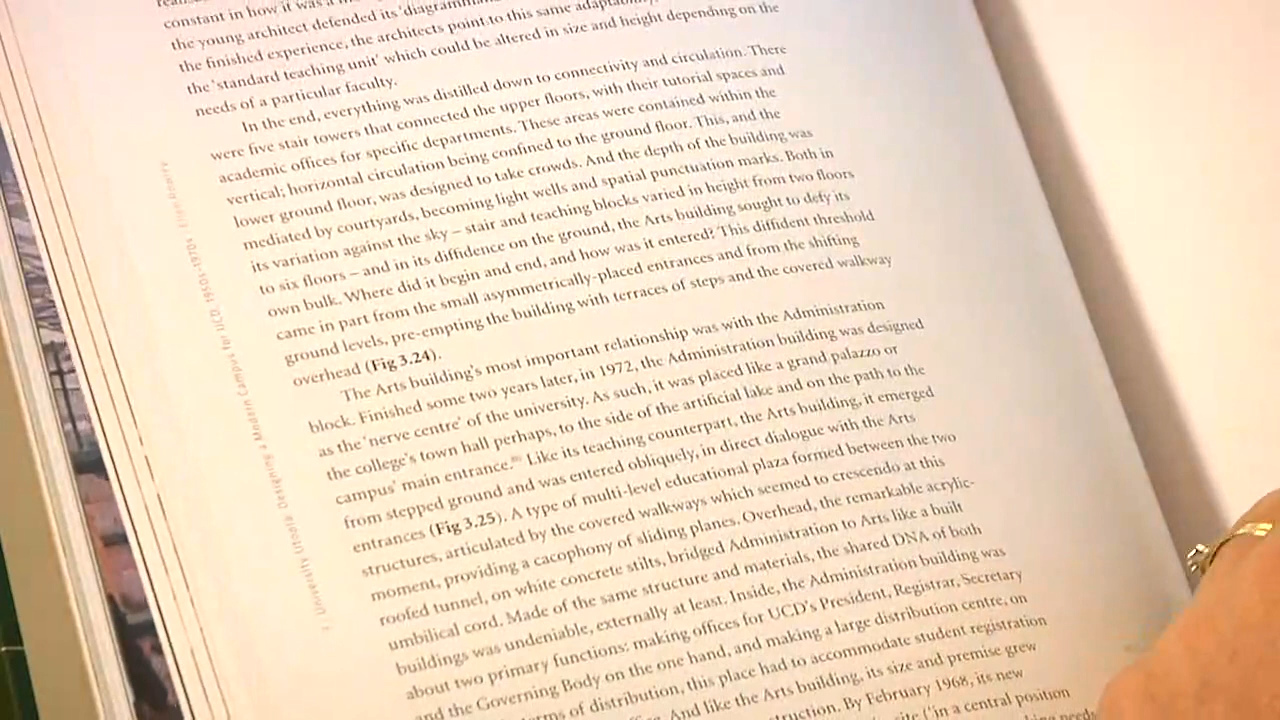 constant in how it was a
the young architect defended its 'diagramma
the finished experience, the architects point to this same adaptab
the 'standard teaching unit' which could be altered in size and height depending on the
needs of a particular faculty.
In the end, everything was distilled down to connectivity and circulation. There
were five stair towers that connected the upper floors, with their tutorial spaces and
academic offices for specific departments. These areas were contained within the
vertical; horizontal circulation being confined to the ground floor. This, and the
lower ground floor, was designed to take crowds. And the depth of the building was
mediated by courtyards, becoming light wells and spatial punctuation marks. Both in
its variation against the sky – stair and teaching blocks varied in height from two floors
to six floors – and in its diffidence on the ground, the Arts building sought to defy its
own bulk. Where did it begin and end, and how was it entered? This diffident threshold
came in part from the small asymmetrically-placed entrances and from the shifting
ground levels, pre-empting the building with terraces of steps and the covered walkway
overhead (Fig 3.24).
The Arts building's most important relationship was with the Administration
block. Finished some two years later, in 1972, the Administration building was designed
as the 'nerve centre' of the university. As such, it was placed like a grand palazzo or
the college's town hall perhaps, to the side of the artificial lake and on the path to the
campus' main entrance. Like its teaching counterpart, the Arts building, it emerged
from stepped ground and was entered obliquely, in direct dialogue with the Arts
entrances (Fig 3.25). A type of multi-level educational plaza formed between the two
structures, articulated by the covered walkways which seemed to crescendo at this
moment, providing a cacophony of sliding planes. Overhead, the remarkable acrylic-
roofed tunnel, on white concrete stilts, bridged Administration to Arts like a built
umbilical cord. Made of the same structure and materials, the shared DNA of both
buildings was undeniable, externally at least. Inside, the Administration building was
about two primary functions: making offices for UCD's President, Registrar, Secretary
and the Governing Body on the one hand, and making a large distribution centre, on
terms of distribution, this place had to accommodate student registration
And like the Arts building, its size and premise grew
ruction. By February 1968, its new
site ('in a central position
needs
University Utopia: Designing a Modern Campus for UCD, 1950s-1970s